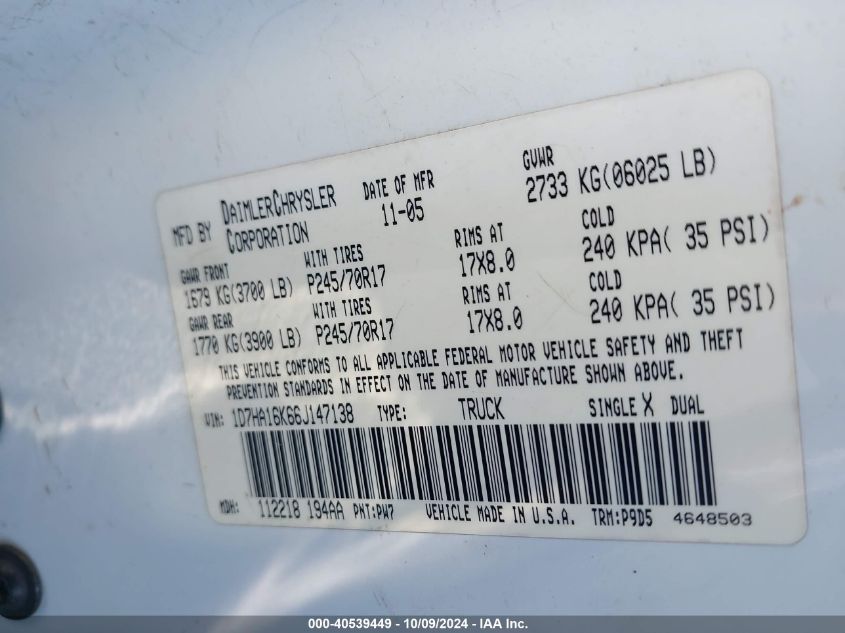 MFD BY DAIMLERCHRYSLER CORPORATION
DATE OF MFR 11-05
GVWR 2733 KG(06025 LB)
GAWR FRONT WITH TIRES RIMS AT COLD
1679 KG(3700 LB) P245/70R17 17X8.0 240 KPA( 35 PSI)
GAWR REAR WITH TIRES RIMS AT COLD
1770 KG(3900 LB) P245/70R17 17X8.0 240 KPA( 35 PSI)
THIS VEHICLE CONFORMS TO ALL APPLICABLE FEDERAL MOTOR VEHICLE SAFETY AND THEFT
PREVENTION STANDARDS IN EFFECT ON THE DATE OF MANUFACTURE SHOWN ABOVE.
VIN: 1D7HA16K66J147138 TYPE: TRUCK SINGLE X DUAL
MDH: 112218 194AA PNT:PW7 VEHICLE MADE IN U.S.A. TRM:P9D5 4648503
000-40539449 - 10/09/2024 - IAA Inc.